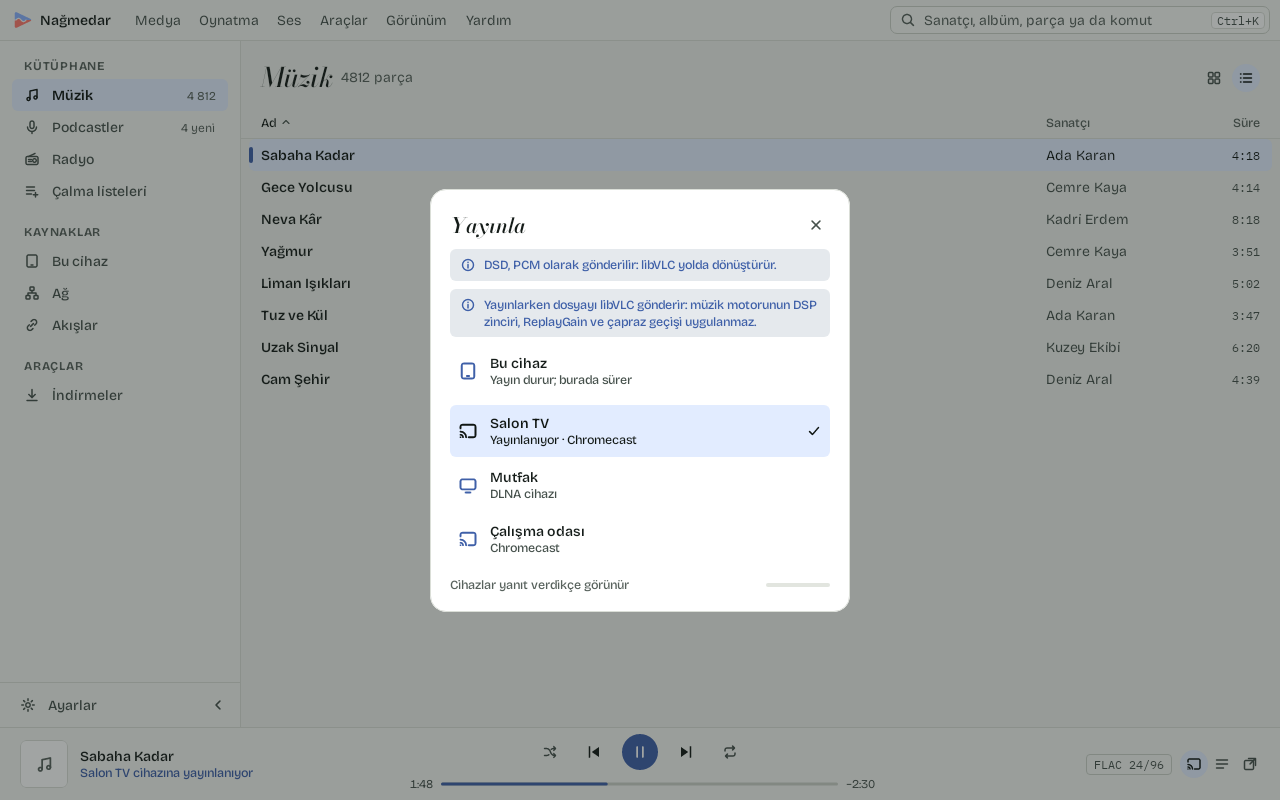 Nağmedar
Medya Oynatma Ses Araçlar Görünüm Yardım
Sanatçı, albüm, parça ya da komut Ctrl+K
KÜTÜPHANE
Müzik 4 812
Podcastler 4 yeni
Radyo
Çalma listeleri
KAYNAKLAR
Bu cihaz
Ağ
Akışlar
ARAÇLAR
İndirmeler
Ayarlar
Müzik 4812 parça
Ad Sanatçı Süre
Sabaha Kadar Ada Karan 4:18
Gece Yolcusu Cemre Kaya 4:14
Neva Kâr Kadri Erdem 8:18
Yağmur Cemre Kaya 3:51
Liman Işıkları Deniz Aral 5:02
Tuz ve Kül Ada Karan 3:47
Uzak Sinyal Kuzey Ekibi 6:20
Cam Şehir Deniz Aral 4:39
Yayınla
DSD, PCM olarak gönderilir: libVLC yolda dönüştürür.
Yayınlarken dosyayı libVLC gönderir: müzik motorunun DSP
zinciri, ReplayGain ve çapraz geçişi uygulanmaz.
Bu cihaz
Yayın durur; burada sürer
Salon TV
Yayınlanıyor · Chromecast
Mutfak
DLNA cihazı
Çalışma odası
Chromecast
Cihazlar yanıt verdikçe görünür
Sabaha Kadar
Salon TV cihazına yayınlanıyor
1:48 −2:30
FLAC 24/96